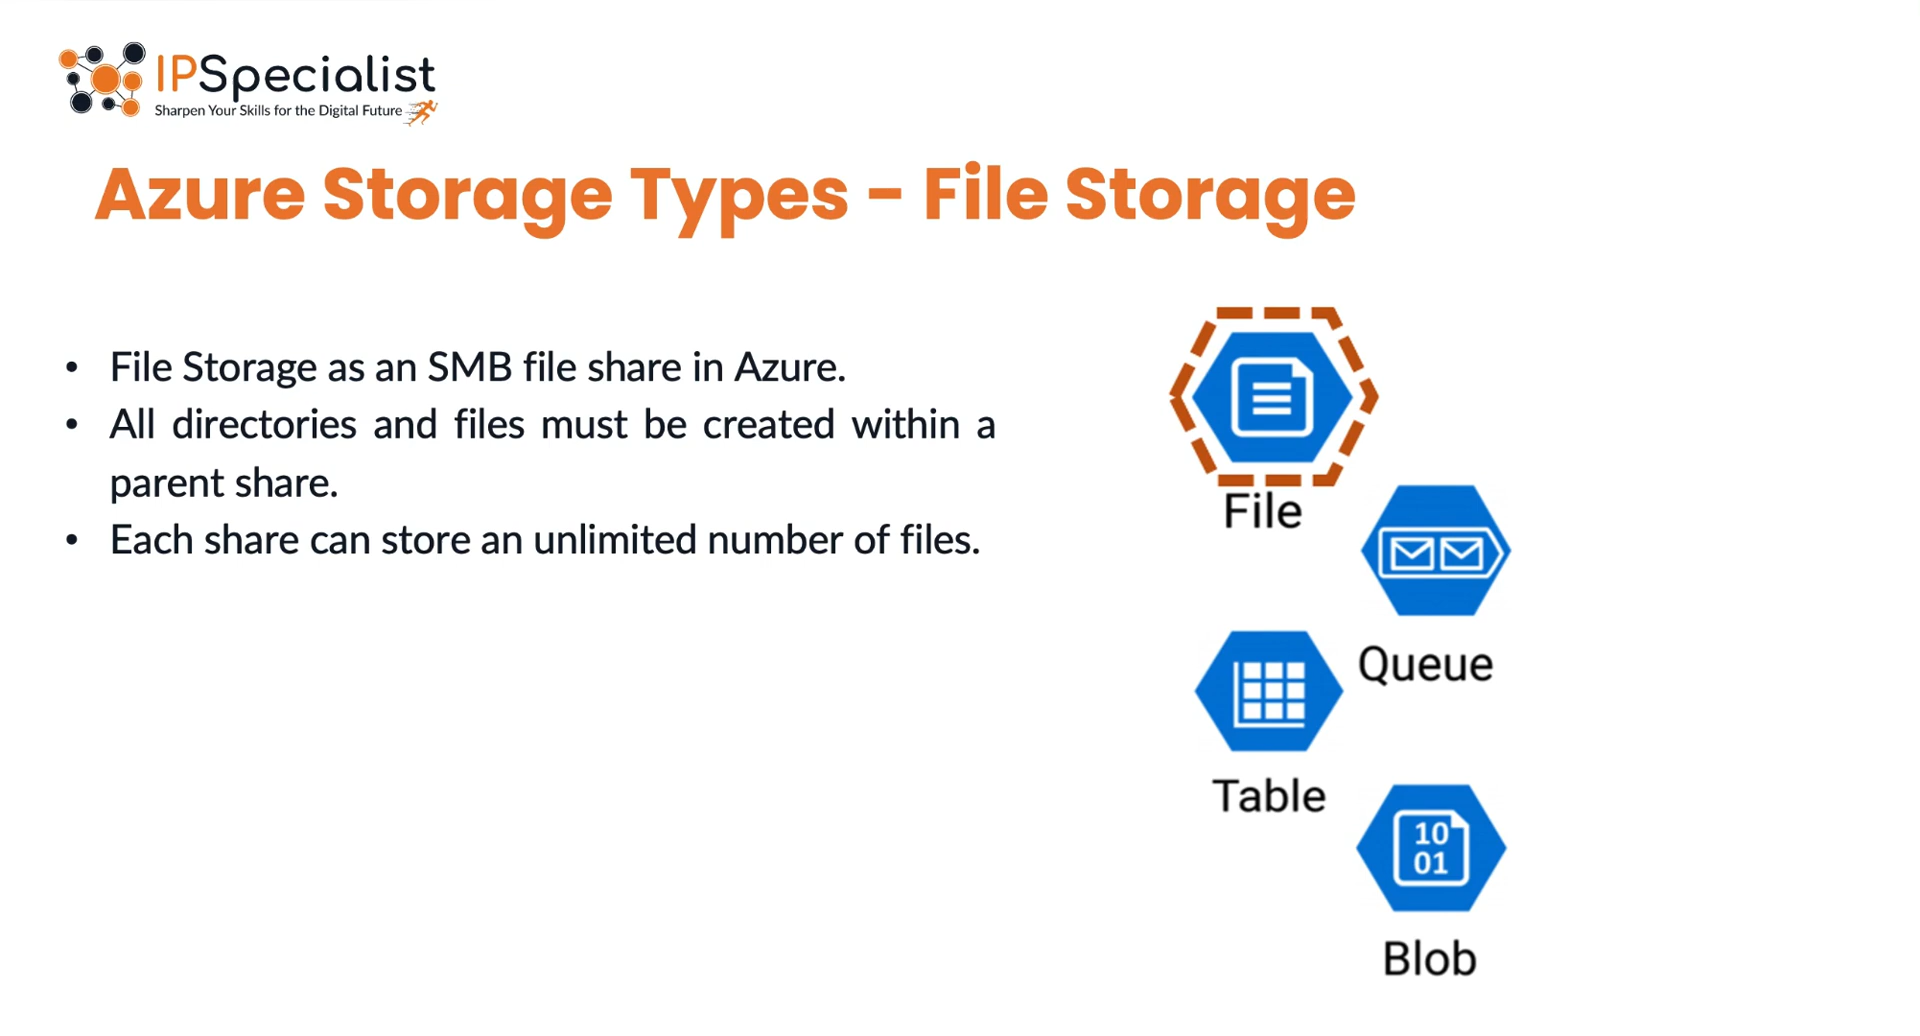 IPSpecialist
Sharpen Your Skills for the Digital Future
Azure Storage Types - File Storage
• File Storage as an SMB file share in Azure.
• All directories and files must be created within a
parent share.
• Each share can store an unlimited number of files.
File
Queue
Table
10
01
Blob